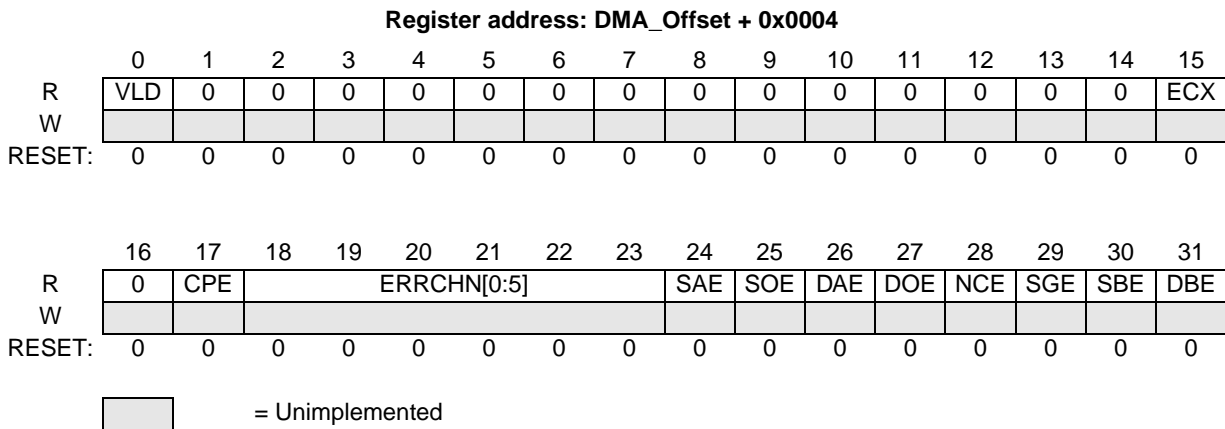 Register address: DMA_Offset + 0x0004
0 1 2 3 4 5 6 7 8 9 10 11 12 13 14 15
R VLD 0 0 0 0 0 0 0 0 0 0 0 0 0 0 ECX
W
RESET: 0 0 0 0 0 0 0 0 0 0 0 0 0 0 0 0
16 17 18 19 20 21 22 23 24 25 26 27 28 29 30 31
R 0 CPE ERRCHN[0:5] SAE SOE DAE DOE NCE SGE SBE DBE
W
RESET: 0 0 0 0 0 0 0 0 0 0 0 0 0 0 0 0
= Unimplemented